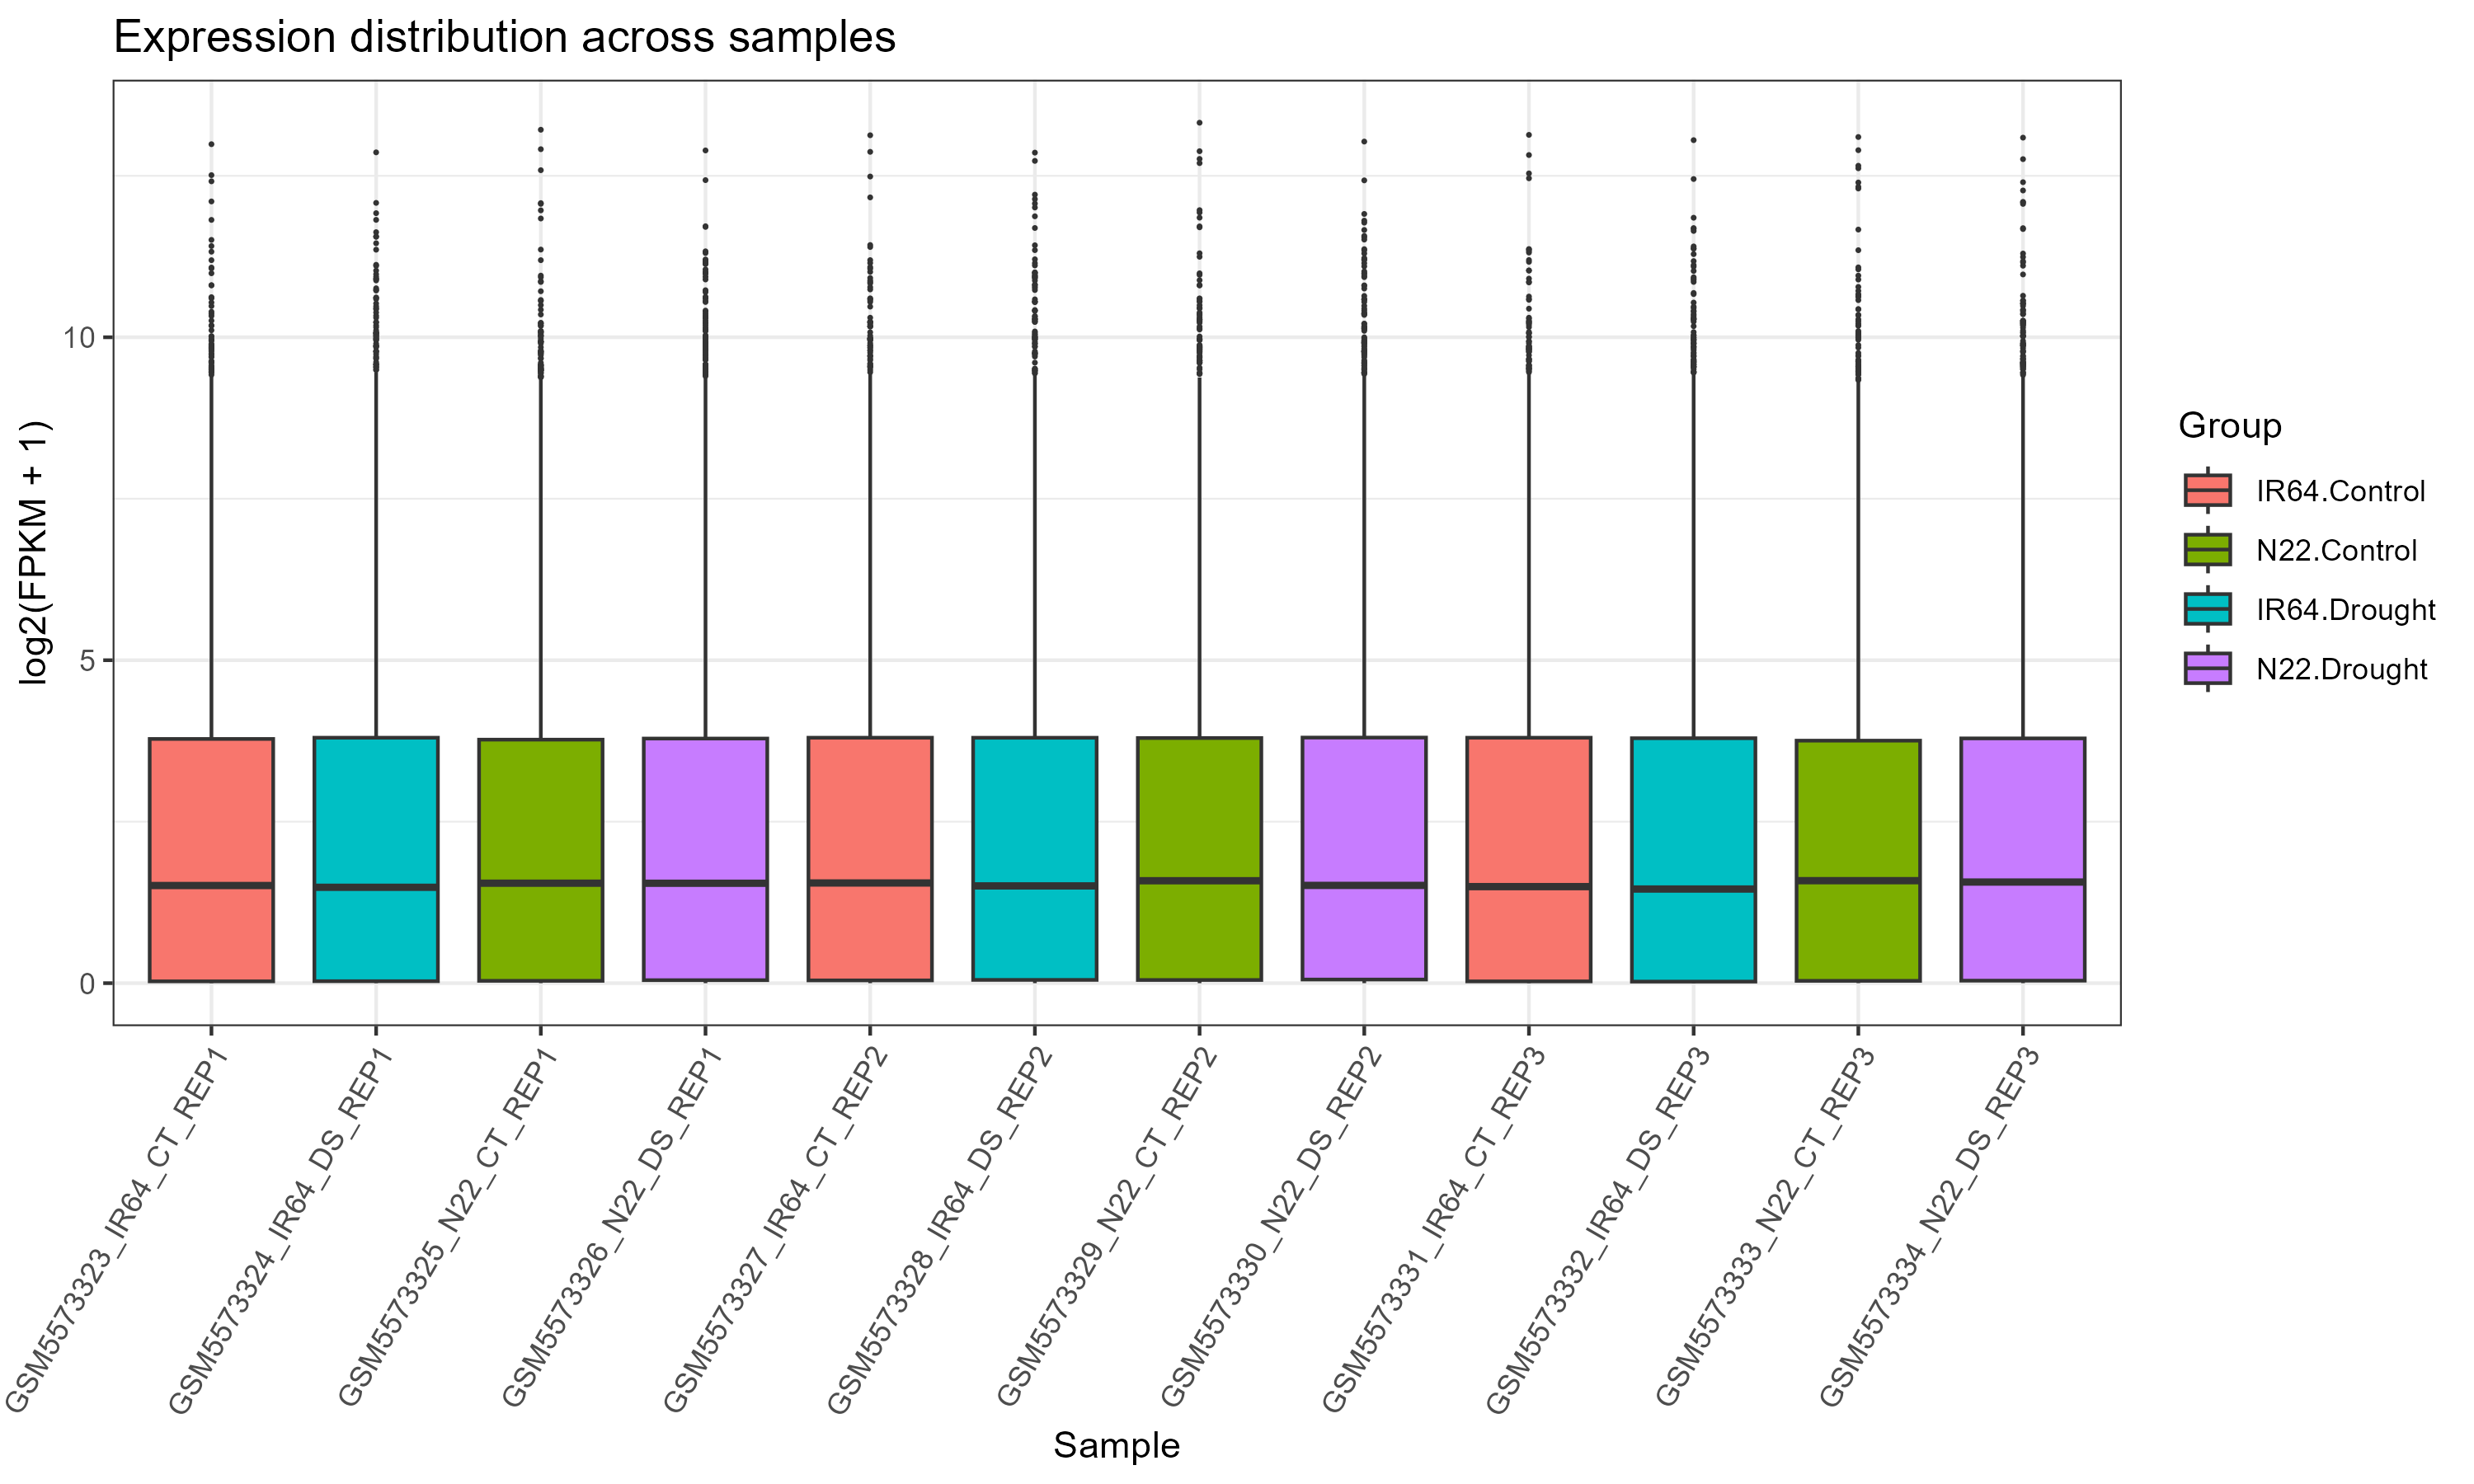 Expression distribution across samples
log2(FPKM + 1)
10
5
0
GSM5573323_IR64_CT_REP1
GSM5573324_IR64_DS_REP1
GSM5573325_N22_CT_REP1
GSM5573326_N22_DS_REP1
GSM5573327_IR64_CT_REP2
GSM5573328_IR64_DS_REP2
GSM5573329_N22_CT_REP2
GSM5573330_N22_DS_REP2
GSM5573331_IR64_CT_REP3
GSM5573332_IR64_DS_REP3
GSM5573333_N22_CT_REP3
GSM5573334_N22_DS_REP3
Sample
Group
IR64.Control
N22.Control
IR64.Drought
N22.Drought